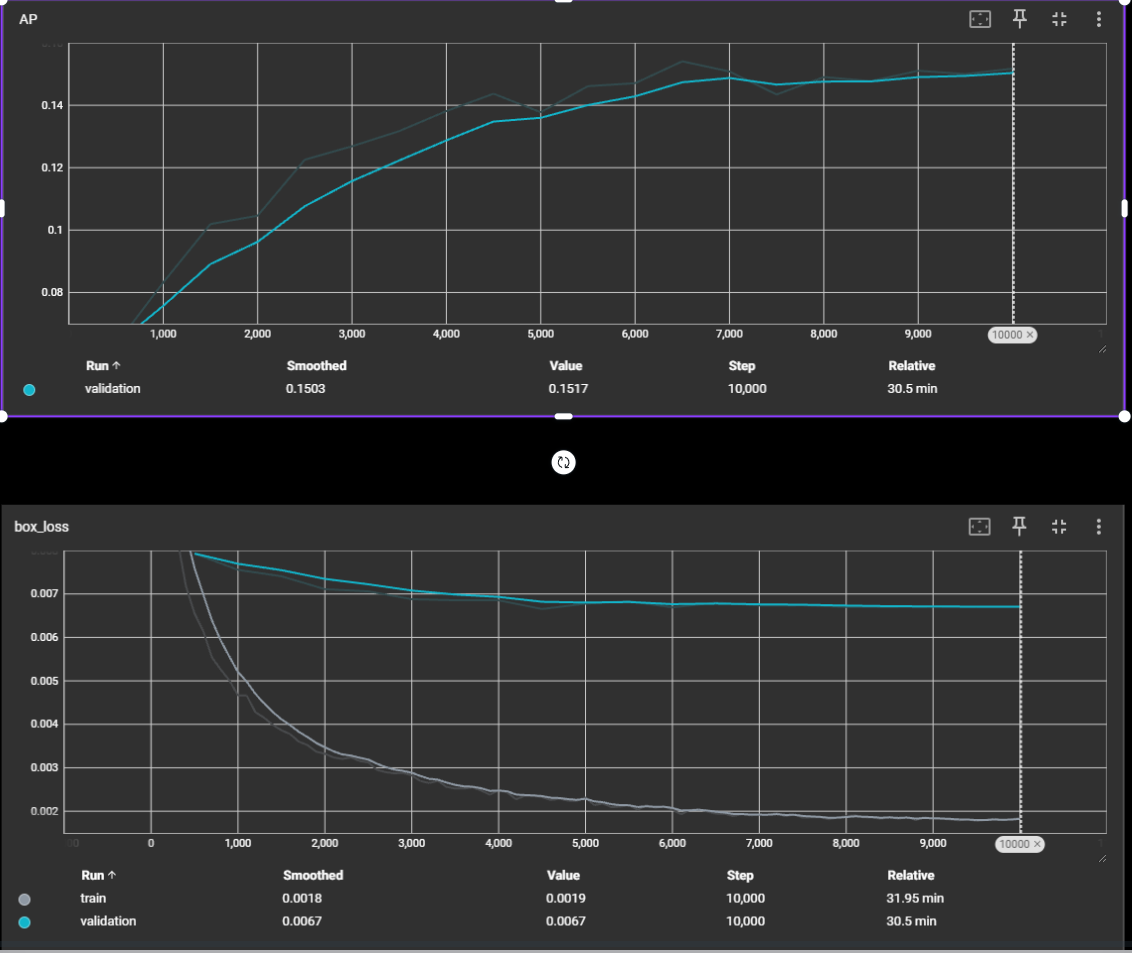 AP
0.14
0.12
0.1
0.08
1,000 2,000 3,000 4,000 5,000 6,000 7,000 8,000 9,000 10000 ×
Run ↑ Smoothed Value Step Relative
validation 0.1503 0.1517 10,000 30.5 min
box_loss
0.007
0.006
0.005
0.004
0.003
0.002
0 1,000 2,000 3,000 4,000 5,000 6,000 7,000 8,000 9,000 10000 ×
Run ↑ Smoothed Value Step Relative
train 0.0018 0.0019 10,000 31.95 min
validation 0.0067 0.0067 10,000 30.5 min